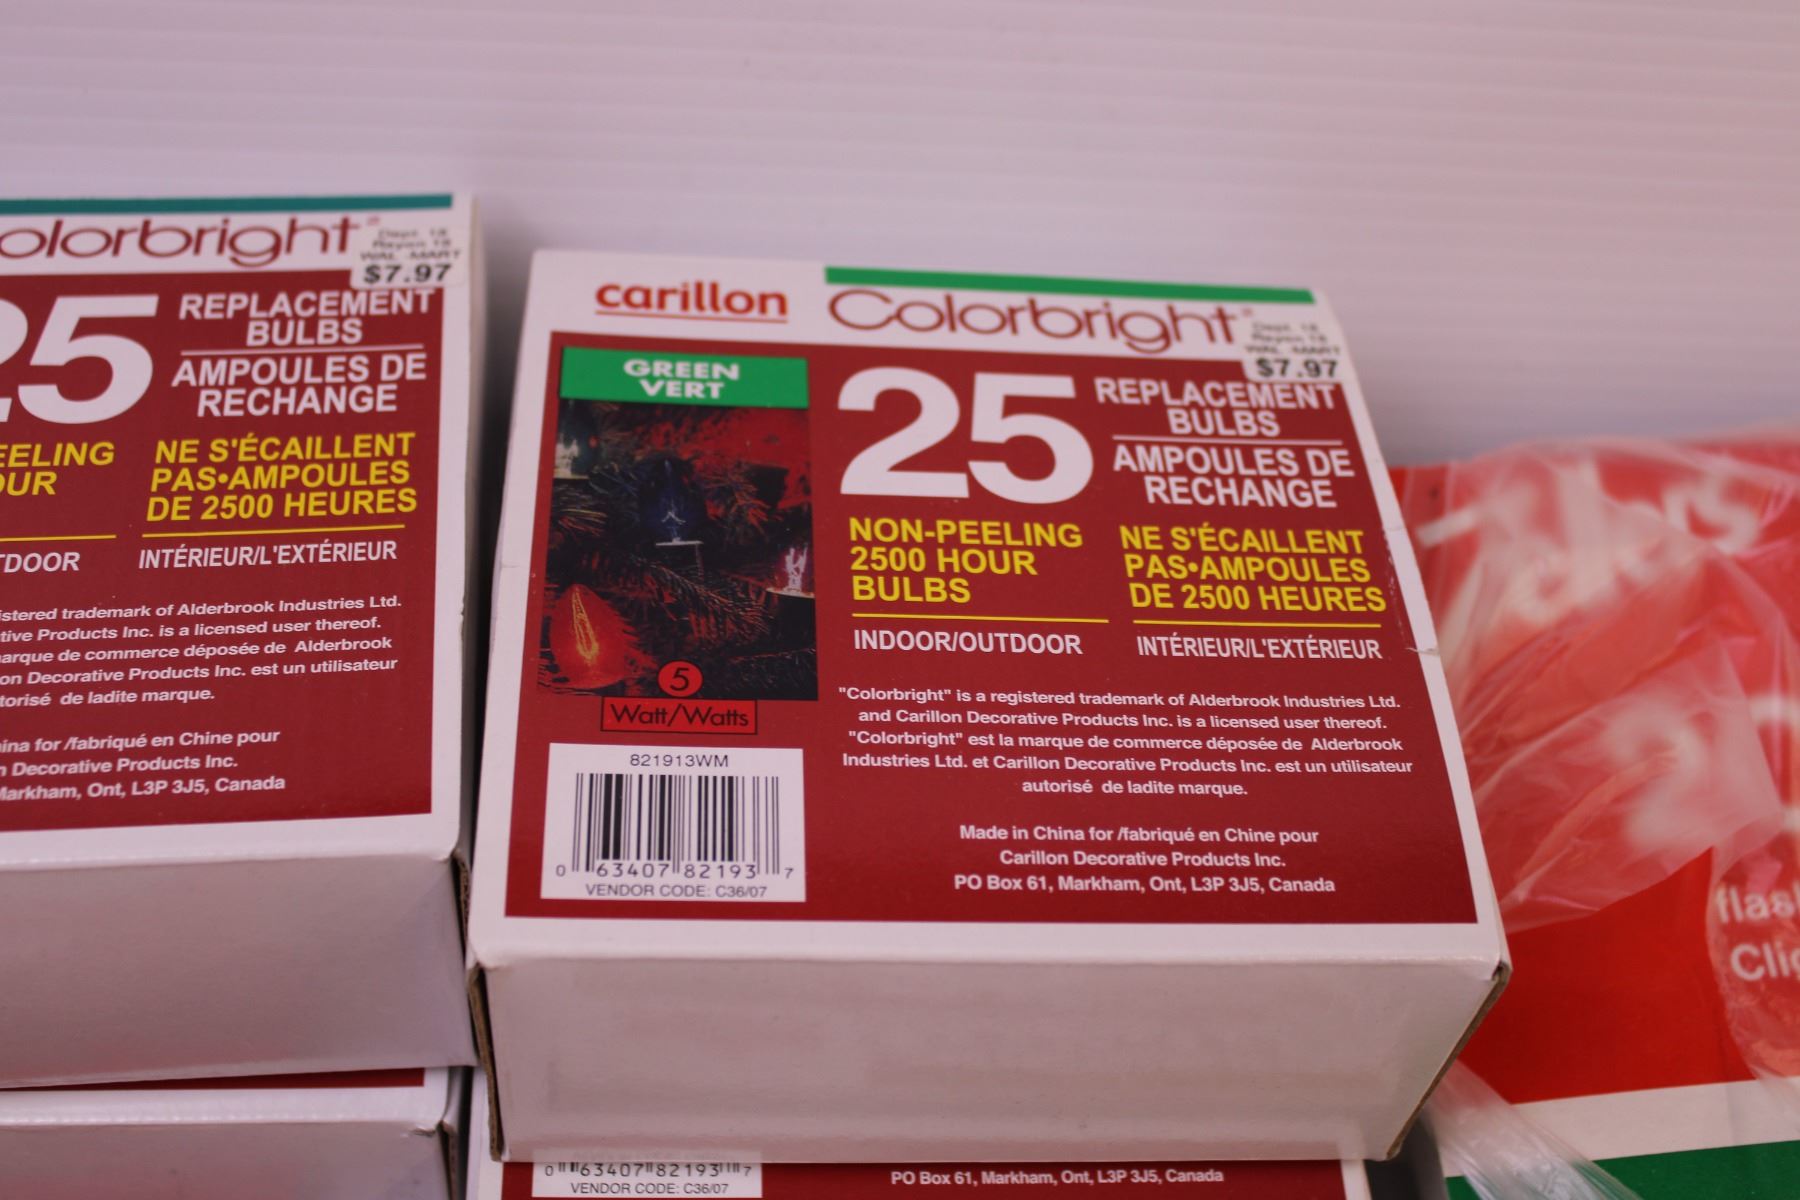 olorbright
Dept. 18
Rayon 18
WAL-MART
$7.97
25
REPLACEMENT
BULBS
AMPOULES DE
RECHANGE
EELING
OUR
NE S'ÉCAILLENT
PAS•AMPOULES
DE 2500 HEURES
TDOOR
INTÉRIEUR/L'EXTÉRIEUR
istered trademark of Alderbrook Industries Ltd.
tive Products Inc. is a licensed user thereof.
arque de commerce déposée de Alderbrook
on Decorative Products Inc. est un utilisateur
torisé de ladite marque.
ina for /fabriqué en Chine pour
n Decorative Products Inc.
Markham, Ont, L3P 3J5, Canada
carillon
Colorbright
Dept. 18
Rayon 18
WAL-MART
$7.97
GREEN
VERT
25
REPLACEMENT
BULBS
AMPOULES DE
RECHANGE
NON-PEELING
2500 HOUR
BULBS
NE S'ÉCAILLENT
PAS•AMPOULES
DE 2500 HEURES
INDOOR/OUTDOOR
INTÉRIEUR/L'EXTÉRIEUR
5
Watt/Watts
"Colorbright" is a registered trademark of Alderbrook Industries Ltd.
and Carillon Decorative Products Inc. is a licensed user thereof.
"Colorbright" est la marque de commerce déposée de Alderbrook
Industries Ltd. et Carillon Decorative Products Inc. est un utilisateur
autorisé de ladite marque.
821913WM
0 63407 82193 7
VENDOR CODE: C36/07
Made in China for /fabriqué en Chine pour
Carillon Decorative Products Inc.
PO Box 61, Markham, Ont, L3P 3J5, Canada
0 63407 82193 7
VENDOR CODE: C36/07
PO Box 61, Markham, Ont, L3P 3J5, Canada
flas
Clig